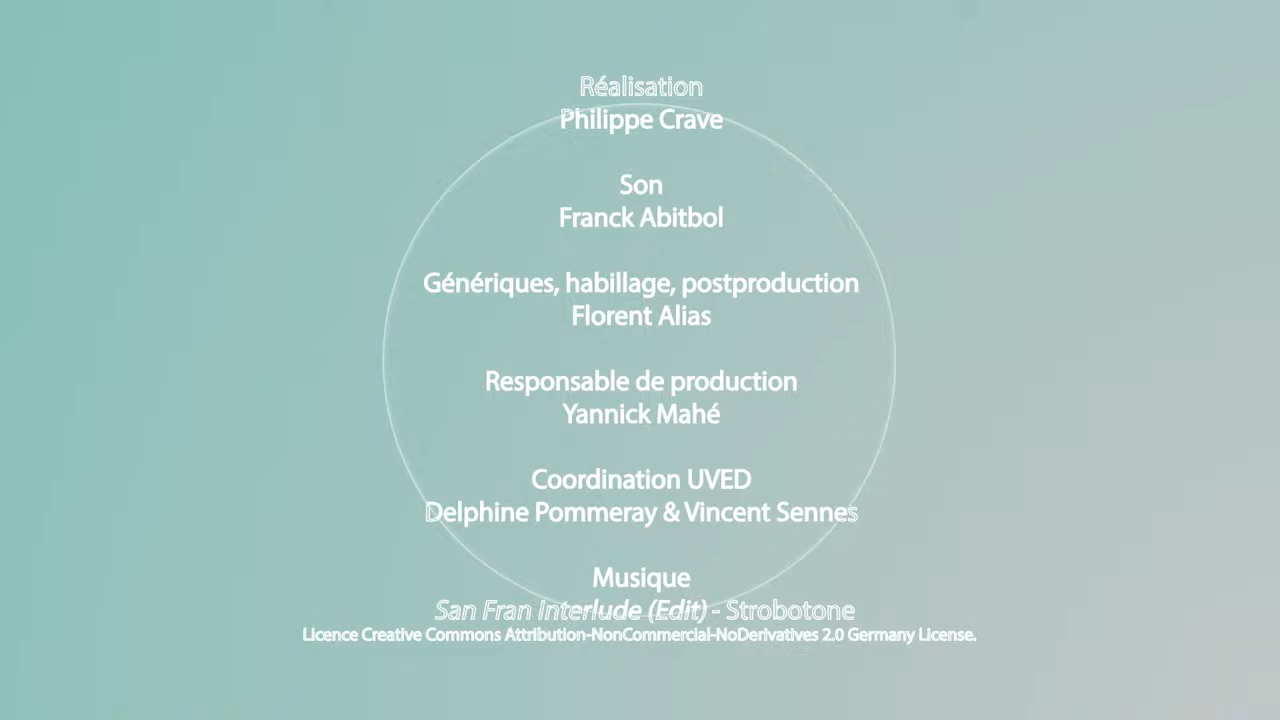 Réalisation
Philippe Crave
Son
Franck Abitbol
Génériques, habillage, postproduction
Florent Alias
Responsable de production
Yannick Mahé
Coordination UVED
Delphine Pommeray & Vincent Sennes
Musique
San Fran Interlude (Edit) - Strobotone
Licence Creative Commons Attribution-NonCommercial-NoDerivatives 2.0 Germany License.